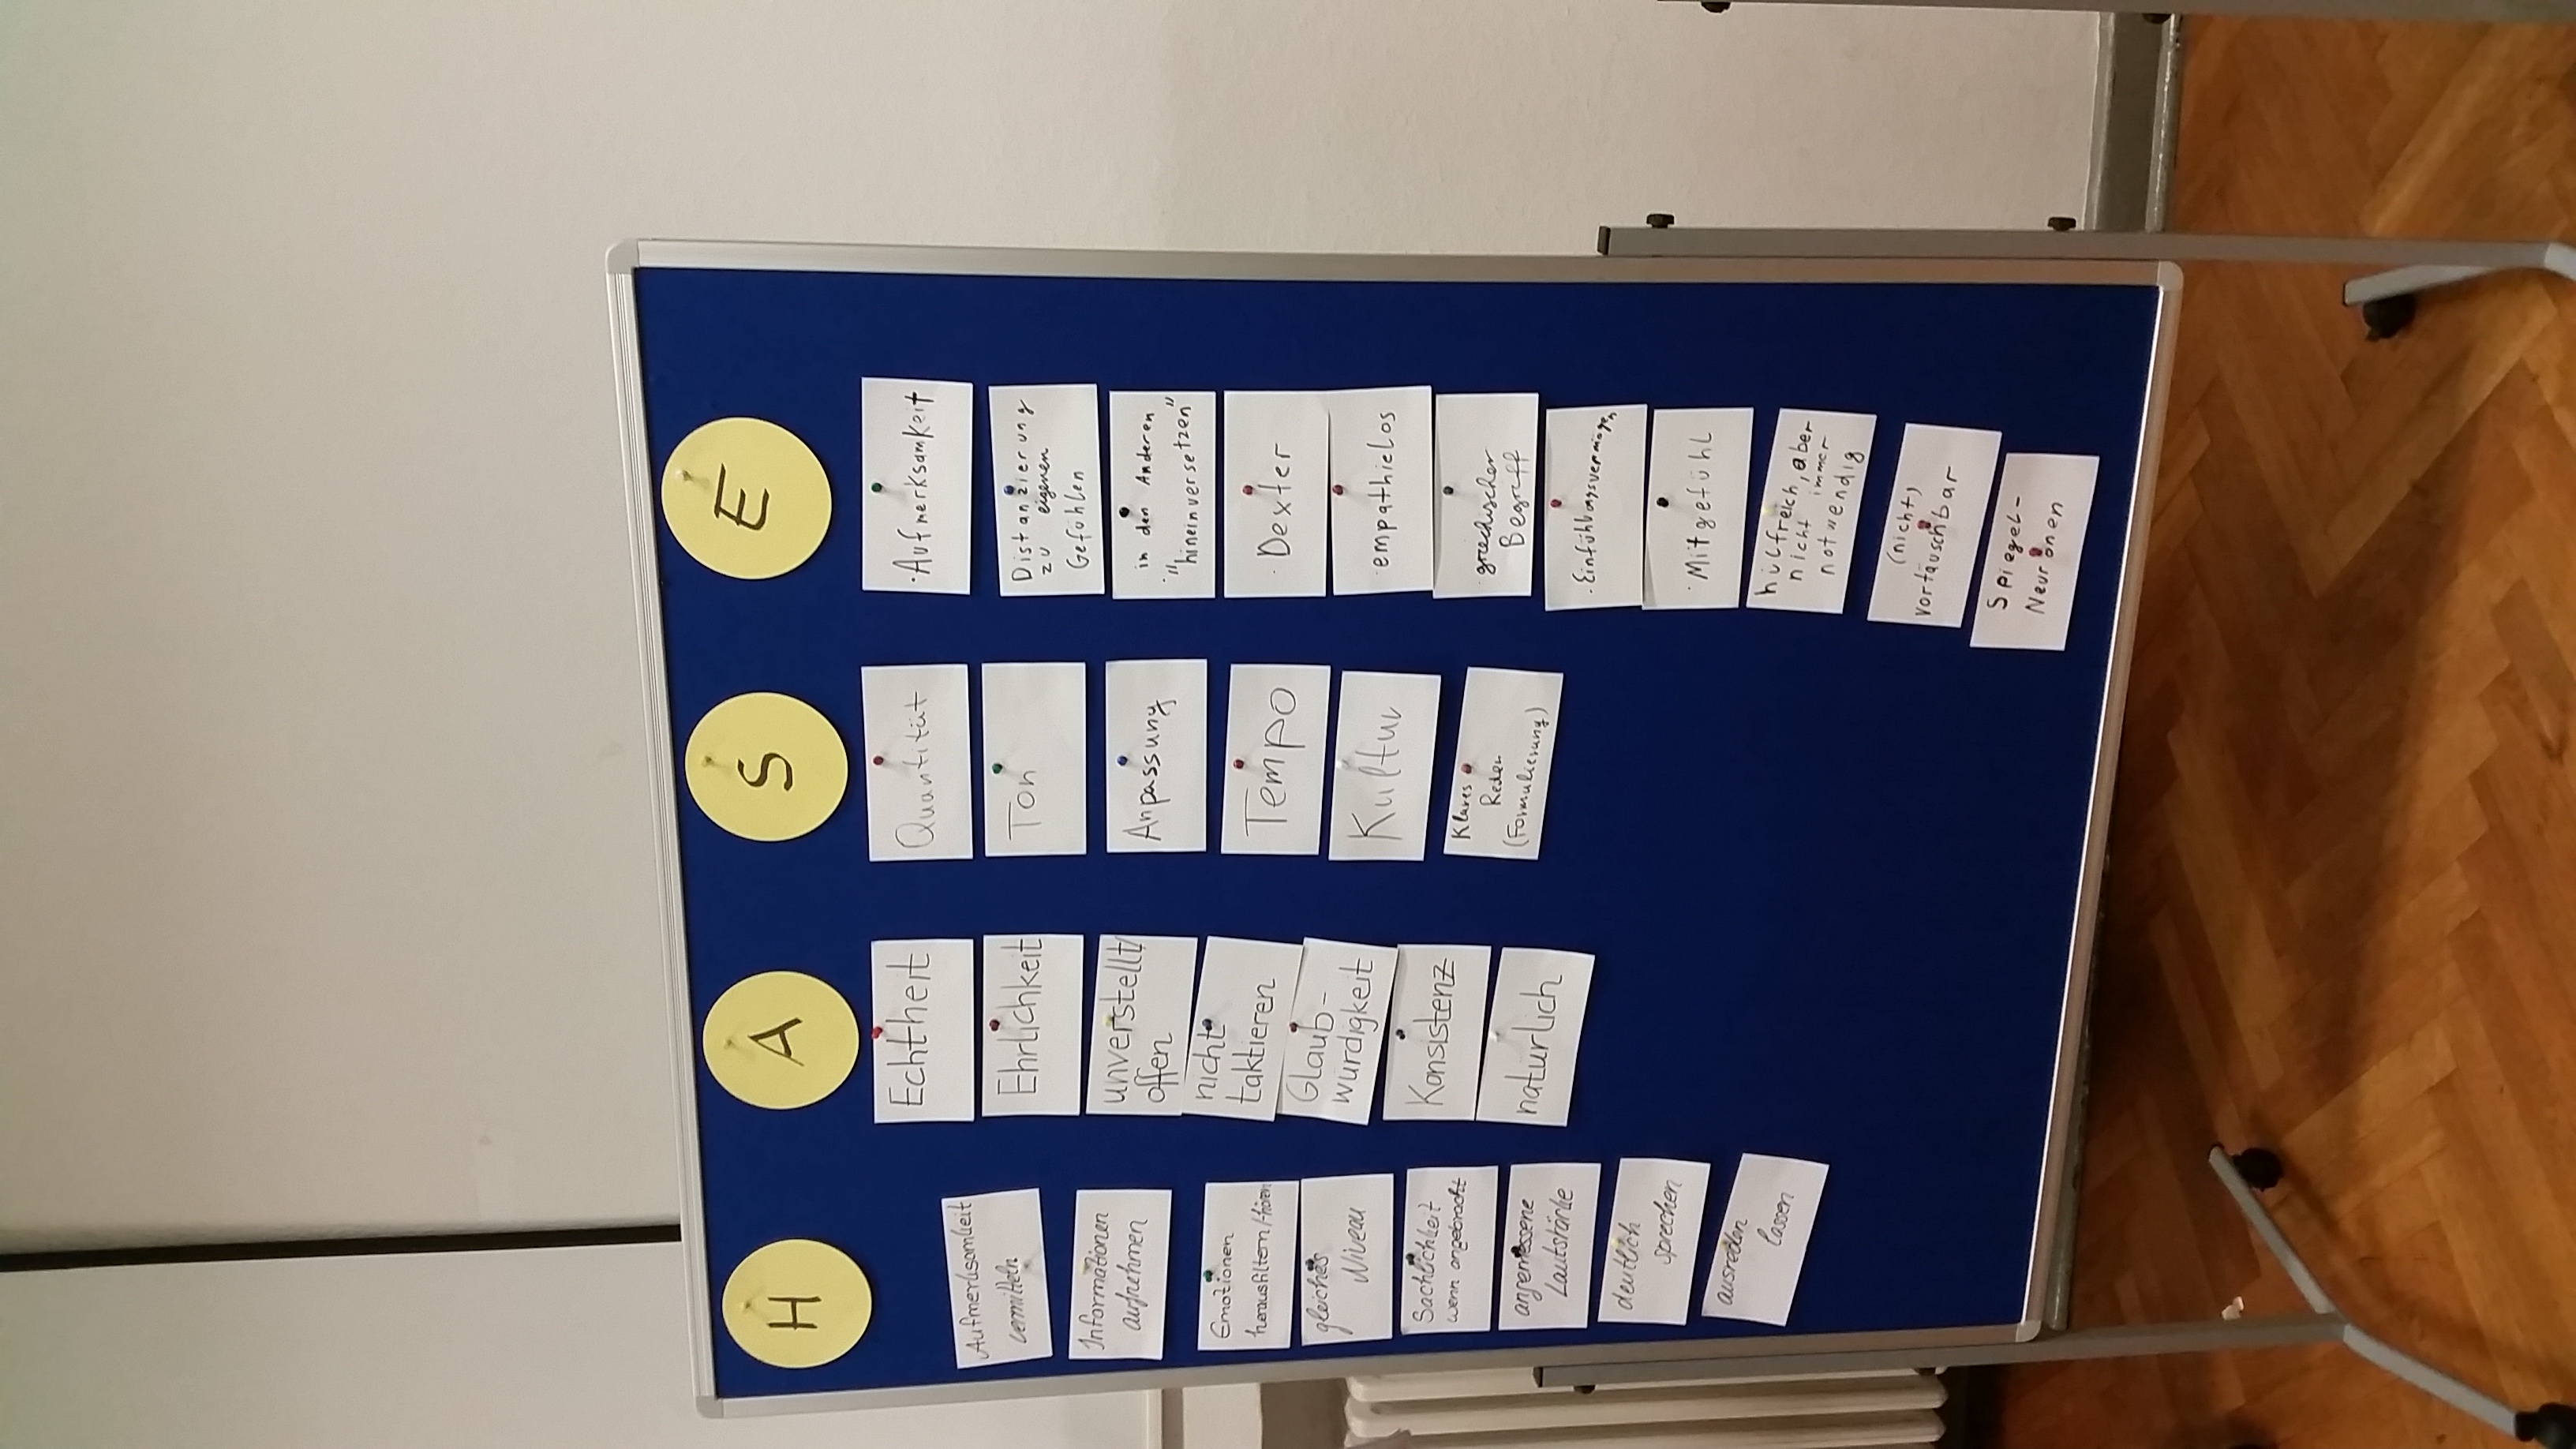 H
Aufmerksamkeit
vermitteln
Informationen
aufnehmen
Emotionen
herausfiltern/-hören
gleiches
Niveau
Sachlichkeit
wenn angebracht
angemessene
Lautstärke
deutlich
sprechen
ausreden
lassen
A
Echtheit
Ehrlichkeit
unverstellt/
offen
nicht
taktieren
Glaub-
würdigkeit
Konsistenz
natürlich
S
Quantität
Ton
Anpassung
Tempo
Kultur
Klares
Reden
(Formulierung)
E
·Aufmerksamkeit
Distanzierung
zu eigenen
Gefühlen
in den Anderen
·"hineinversetzen"
·Dexter
·empathielos
·griechischer
Begriff
·Einfühlungsvermögen
·Mitgefühl
hilfreich, aber
nicht immer
notwendig
(nicht)
vortäuschbar
Spiegel-
Neuronen